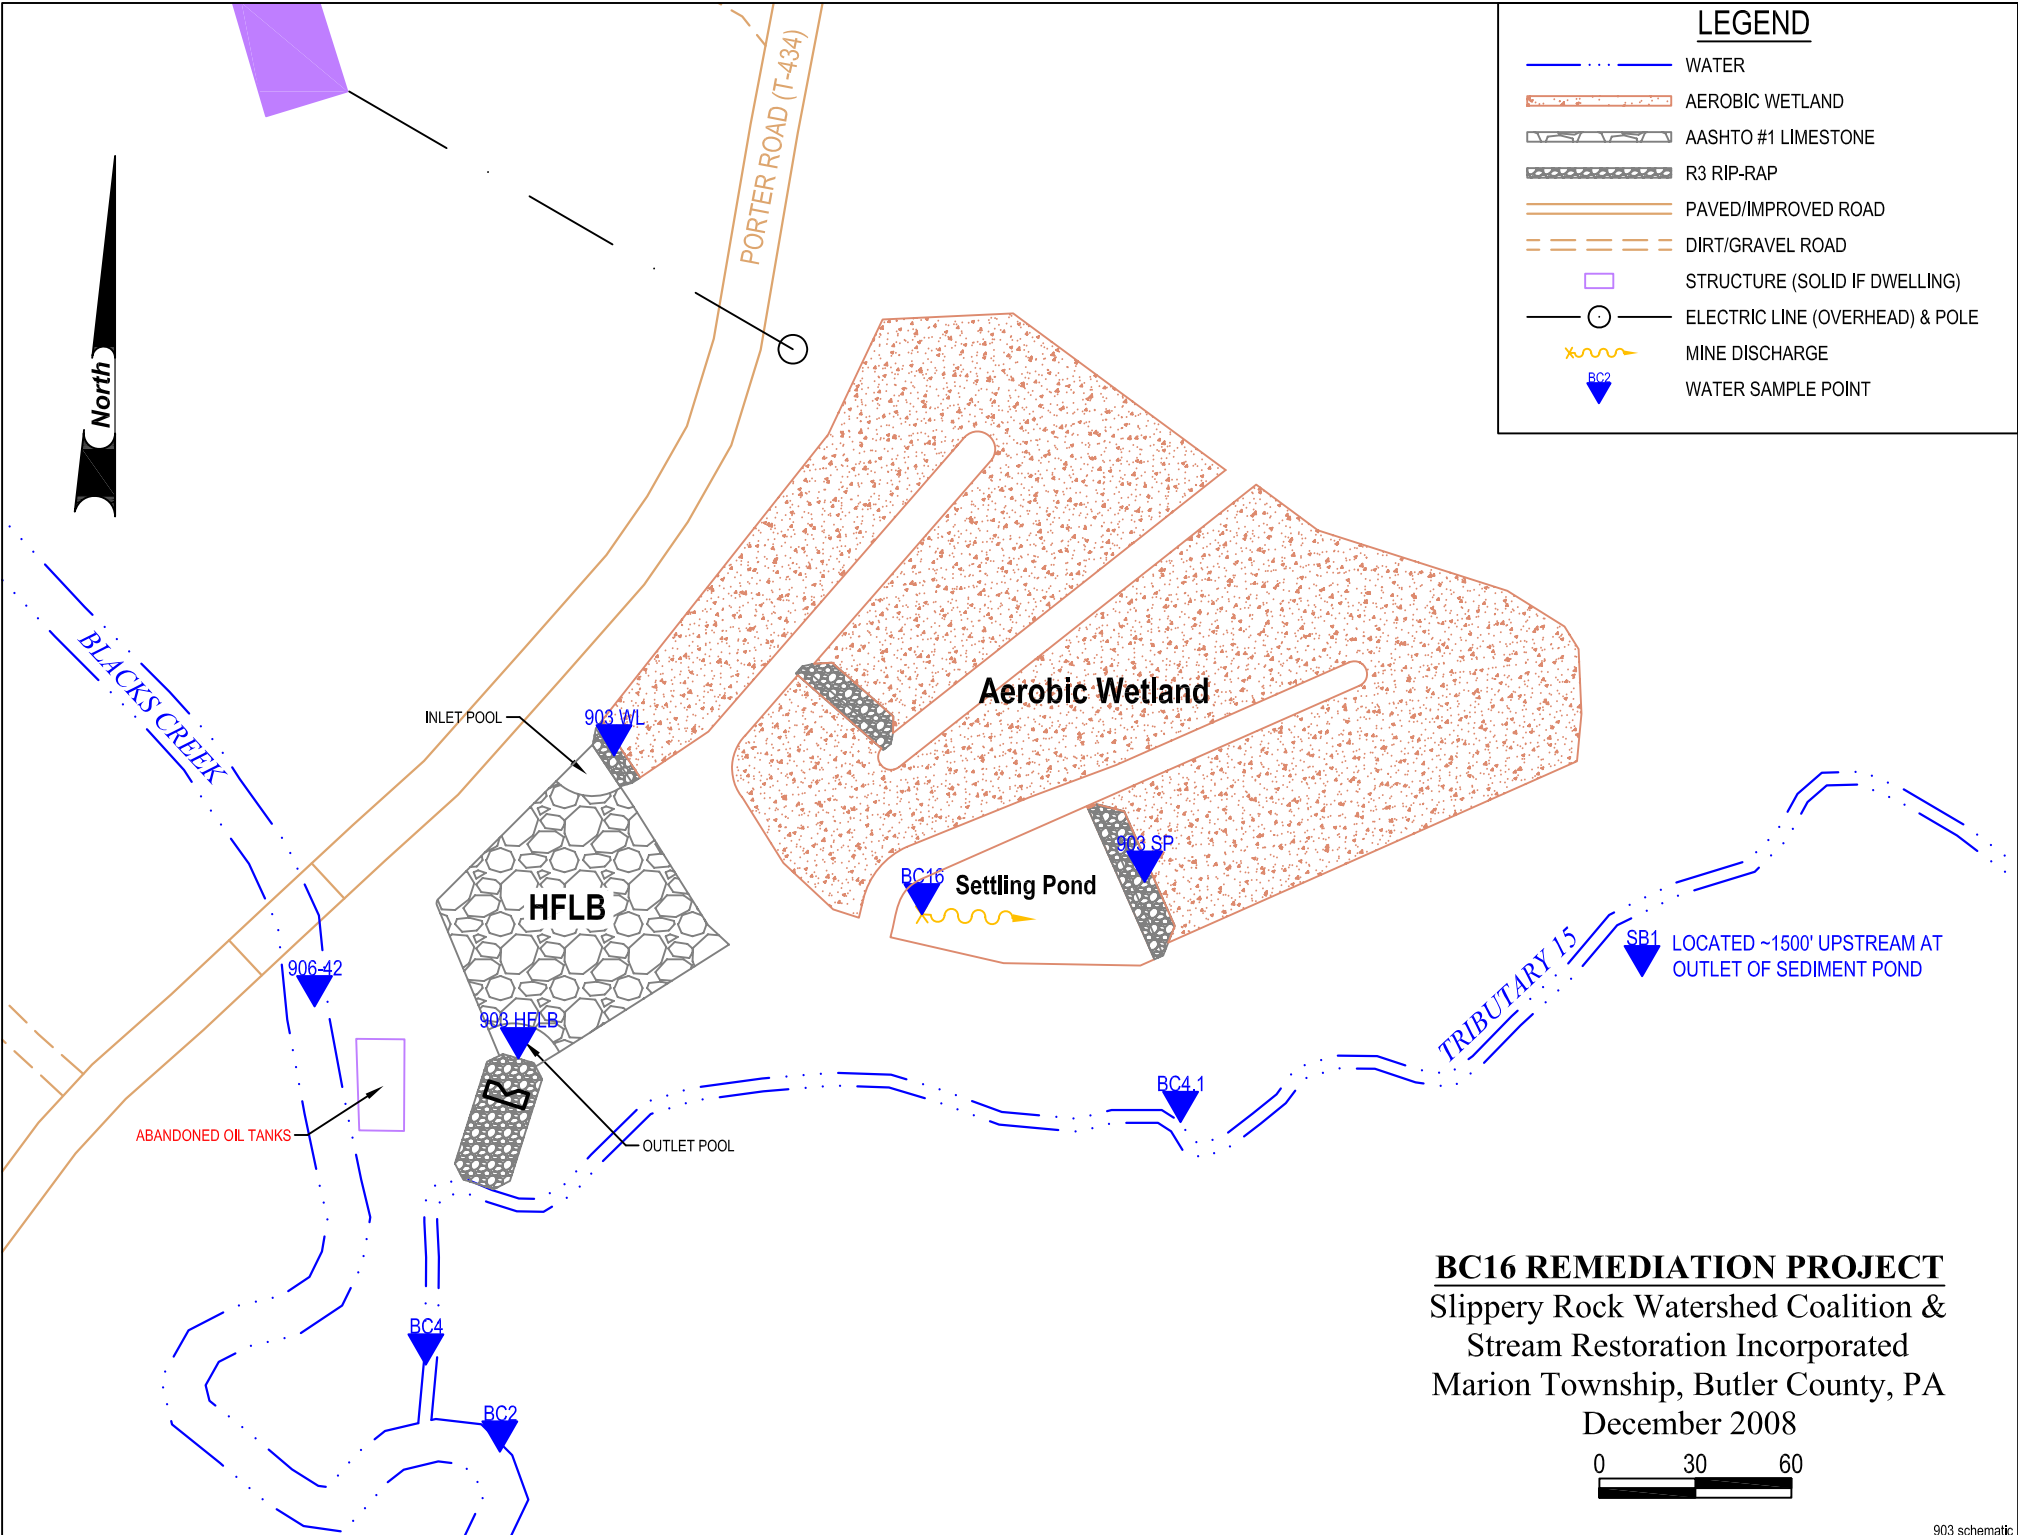 LEGEND
WATER
AEROBIC WETLAND
AASHTO #1 LIMESTONE
R3 RIP-RAP
PAVED/IMPROVED ROAD
DIRT/GRAVEL ROAD
STRUCTURE (SOLID IF DWELLING)
ELECTRIC LINE (OVERHEAD) & POLE
MINE DISCHARGE
BC2
WATER SAMPLE POINT
PORTER ROAD (T-434)
North
BLACKS CREEK
INLET POOL
903 WL
Aerobic Wetland
903 SP
BC16
Settling Pond
HFLB
906-42
903 HFLB
SB1
LOCATED ~1500' UPSTREAM AT
OUTLET OF SEDIMENT POND
TRIBUTARY 15
BC4.1
ABANDONED OIL TANKS
OUTLET POOL
BC4
BC2
BC16 REMEDIATION PROJECT
Slippery Rock Watershed Coalition &
Stream Restoration Incorporated
Marion Township, Butler County, PA
December 2008
0 30 60
903 schematic